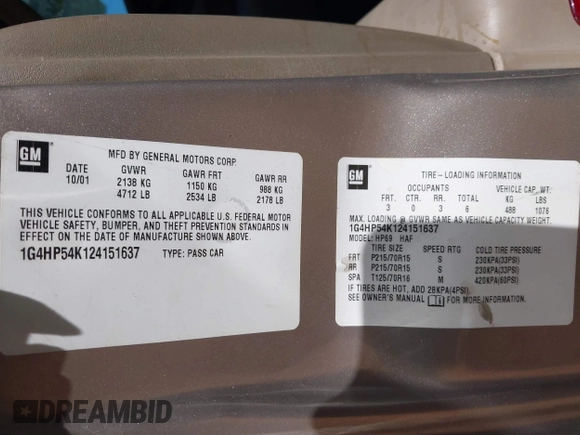 GM
MFD BY GENERAL MOTORS CORP
DATE GVWR GAWR FRT GAWR RR
10/01 2138 KG 1150 KG 988 KG
4712 LB 2534 LB 2178 LB
THIS VEHICLE CONFORMS TO ALL APPLICABLE U.S. FEDERAL MOTOR
VEHICLE SAFETY, BUMPER, AND THEFT PREVENTION STANDARDS IN
EFFECT ON THE DATE OF MANUFACTURE SHOWN ABOVE.
1G4HP54K124151637 TYPE: PASS CAR
GM
TIRE-LOADING INFORMATION
OCCUPANTS VEHICLE CAP. WT.
FRT. CTR. RR. TOTAL KG LBS
3 0 3 6 488 1076
MAX. LOADING @ GVWR SAME AS VEHICLE CAPACITY WEIGHT.
1G4HP54K124151637
MODEL: HP69 HAF
TIRE SIZE SPEED RTG COLD TIRE PRESSURE
FRT P215/70R15 S 230KPA(33PSI)
RR P215/70R15 S 230KPA(33PSI)
SPA T125/70R16 M 420KPA(60PSI)
IF TIRES ARE HOT, ADD 28KPA(4PSI).
SEE OWNER'S MANUAL FOR MORE INFORMATION.
DREAMBID